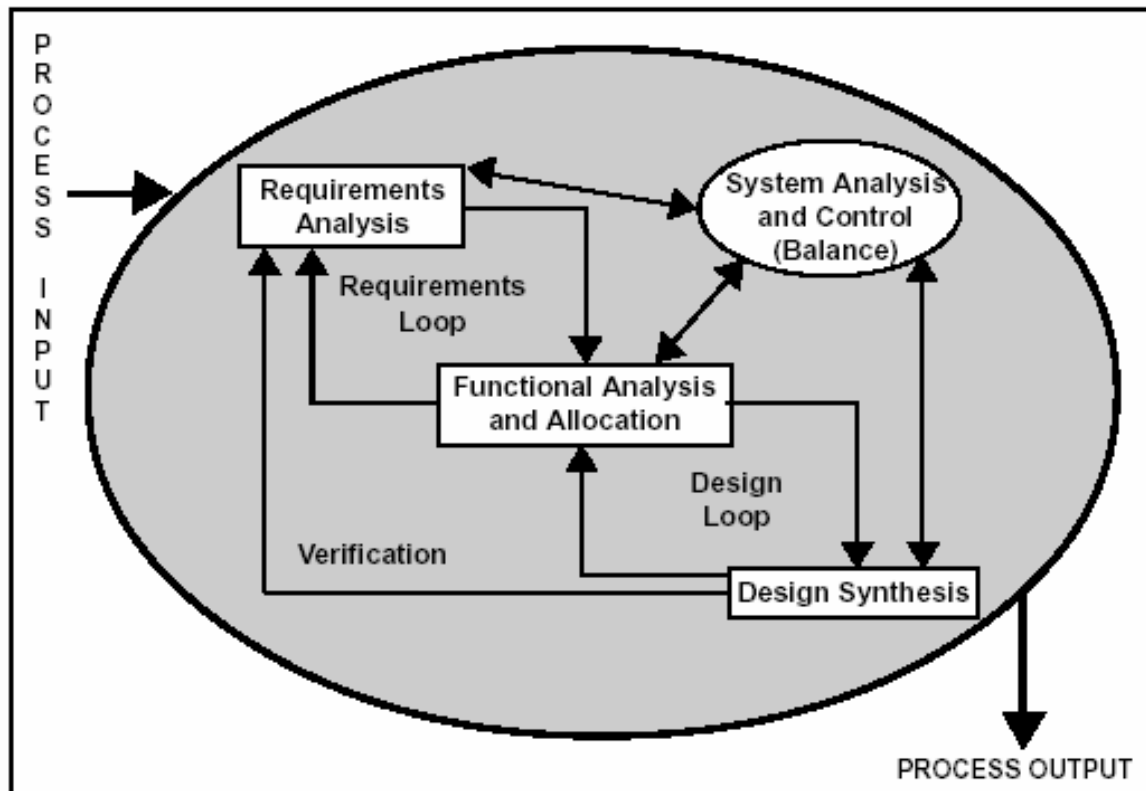 PROCESS INPUT
Requirements
Analysis
System Analysis
and Control
(Balance)
Requirements
Loop
Functional Analysis
and Allocation
Design
Loop
Verification
Design Synthesis
PROCESS OUTPUT